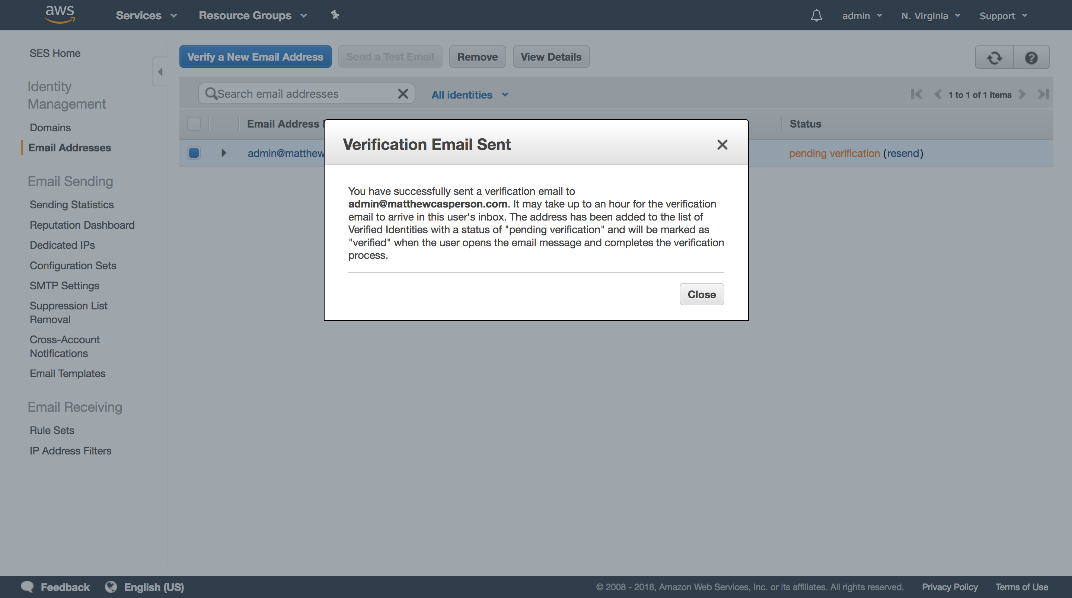 aws
Services
Resource Groups
admin
N. Virginia
Support
SES Home
Identity
Management
Domains
Email Addresses
Email Sending
Sending Statistics
Reputation Dashboard
Dedicated IPs
Configuration Sets
SMTP Settings
Suppression List
Removal
Cross-Account
Notifications
Email Templates
Email Receiving
Rule Sets
IP Address Filters
Verify a New Email Address
Send a Test Email
Remove
View Details
Search email addresses
All identities
1 to 1 of 1 items
Email Address
Status
admin@matthew
pending verification (resend)
Verification Email Sent
You have successfully sent a verification email to
admin@matthewcasperson.com. It may take up to an hour for the verification
email to arrive in this user's inbox. The address has been added to the list of
Verified Identities with a status of "pending verification" and will be marked as
"verified" when the user opens the email message and completes the verification
process.
Close
Feedback
English (US)
© 2008 - 2018, Amazon Web Services, Inc. or its affiliates. All rights reserved.
Privacy Policy
Terms of Use